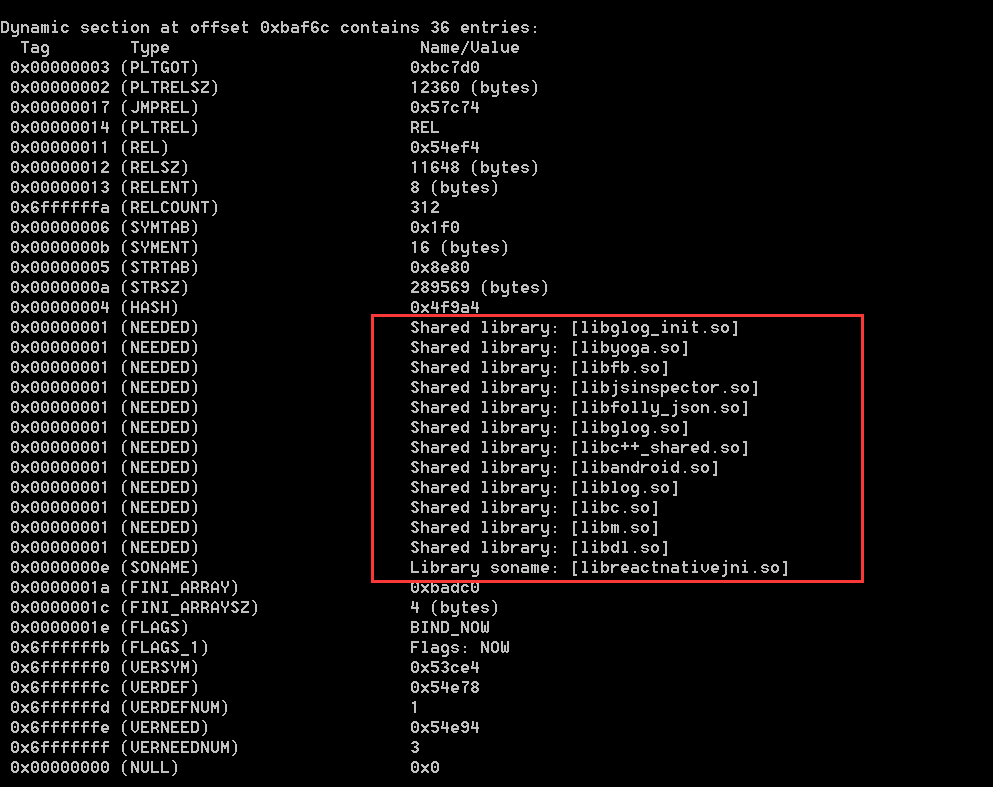 Dynamic section at offset 0xbaf6c contains 36 entries:
  Tag        Type                         Name/Value
 0x00000003 (PLTGOT)                     0xbc7d0
 0x00000002 (PLTRELSZ)                   12360 (bytes)
 0x00000017 (JMPREL)                     0x57c74
 0x00000014 (PLTREL)                     REL
 0x00000011 (REL)                        0x54ef4
 0x00000012 (RELSZ)                      11648 (bytes)
 0x00000013 (RELENT)                     8 (bytes)
 0x6ffffffa (RELCOUNT)                   312
 0x00000006 (SYMTAB)                     0x1f0
 0x0000000b (SYMENT)                     16 (bytes)
 0x00000005 (STRTAB)                     0x8e80
 0x0000000a (STRSZ)                      289569 (bytes)
 0x00000004 (HASH)                       0x4f9a4
 0x00000001 (NEEDED)                     Shared library: [libglog_init.so]
 0x00000001 (NEEDED)                     Shared library: [libyoga.so]
 0x00000001 (NEEDED)                     Shared library: [libfb.so]
 0x00000001 (NEEDED)                     Shared library: [libjsinspector.so]
 0x00000001 (NEEDED)                     Shared library: [libfolly_json.so]
 0x00000001 (NEEDED)                     Shared library: [libglog.so]
 0x00000001 (NEEDED)                     Shared library: [libc++_shared.so]
 0x00000001 (NEEDED)                     Shared library: [libandroid.so]
 0x00000001 (NEEDED)                     Shared library: [liblog.so]
 0x00000001 (NEEDED)                     Shared library: [libc.so]
 0x00000001 (NEEDED)                     Shared library: [libm.so]
 0x00000001 (NEEDED)                     Shared library: [libdl.so]
 0x0000000e (SONAME)                     Library soname: [libreactnativejni.so]
 0x0000001a (FINI_ARRAY)                 0xbadc0
 0x0000001c (FINI_ARRAYSZ)               4 (bytes)
 0x0000001e (FLAGS)                      BIND_NOW
 0x6ffffffb (FLAGS_1)                    Flags: NOW
 0x6ffffff0 (VERSYM)                     0x53ce4
 0x6ffffffc (VERDEF)                     0x54e78
 0x6ffffffd (VERDEFNUM)                  1
 0x6ffffffe (VERNEED)                    0x54e94
 0x6fffffff (VERNEEDNUM)                 3
 0x00000000 (NULL)                       0x0